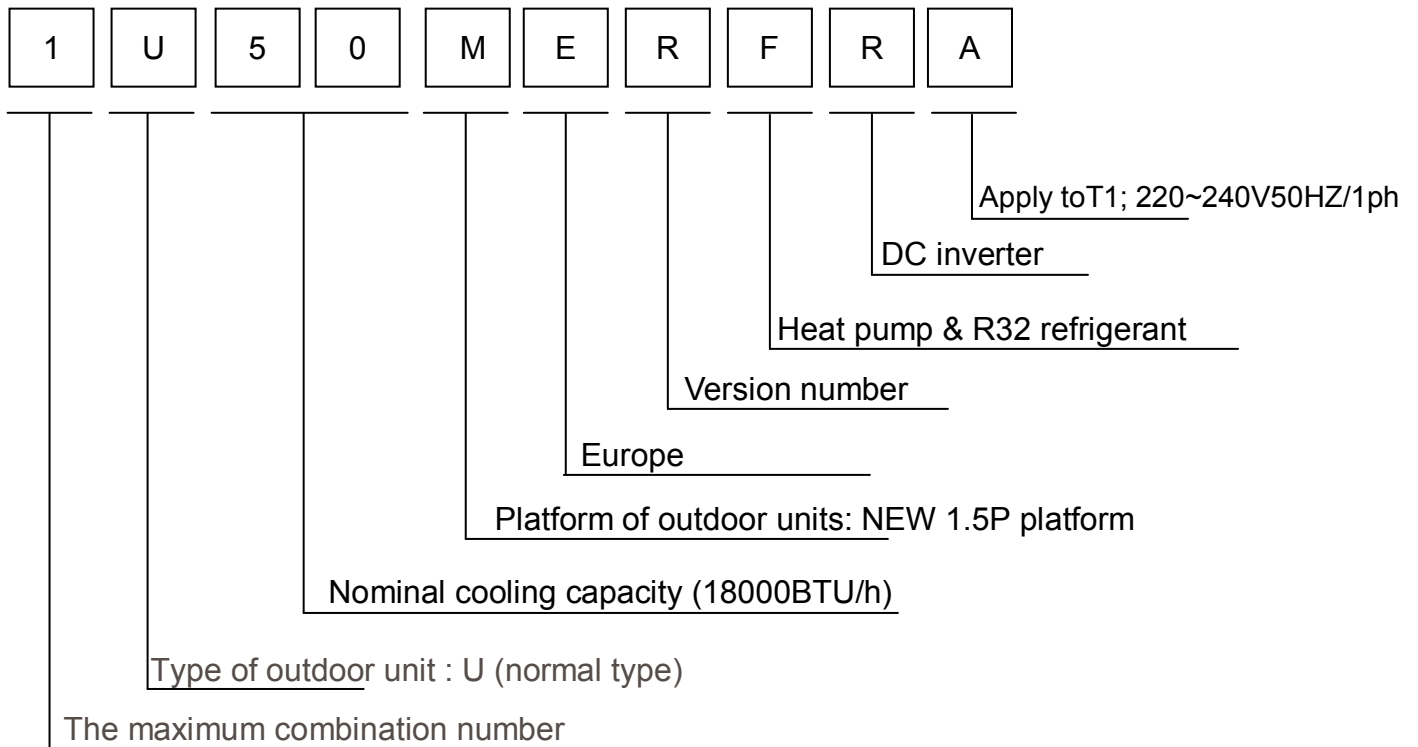 1 U 5 0 M E R F R A
Apply toT1; 220~240V50HZ/1ph
DC inverter
Heat pump & R32 refrigerant
Version number
Europe
Platform of outdoor units: NEW 1.5P platform
Nominal cooling capacity (18000BTU/h)
Type of outdoor unit : U (normal type)
The maximum combination number